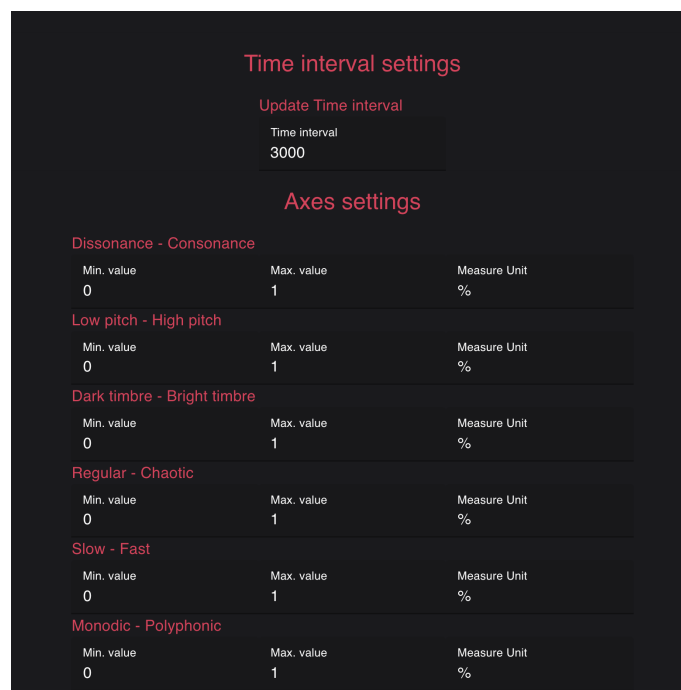 Time interval settings
Update Time interval
Time interval
3000
Axes settings
Dissonance - Consonance
Min. value Max. value Measure Unit
0 1 %
Low pitch - High pitch
Min. value Max. value Measure Unit
0 1 %
Dark timbre - Bright timbre
Min. value Max. value Measure Unit
0 1 %
Regular - Chaotic
Min. value Max. value Measure Unit
0 1 %
Slow - Fast
Min. value Max. value Measure Unit
0 1 %
Monodic - Polyphonic
Min. value Max. value Measure Unit
0 1 %